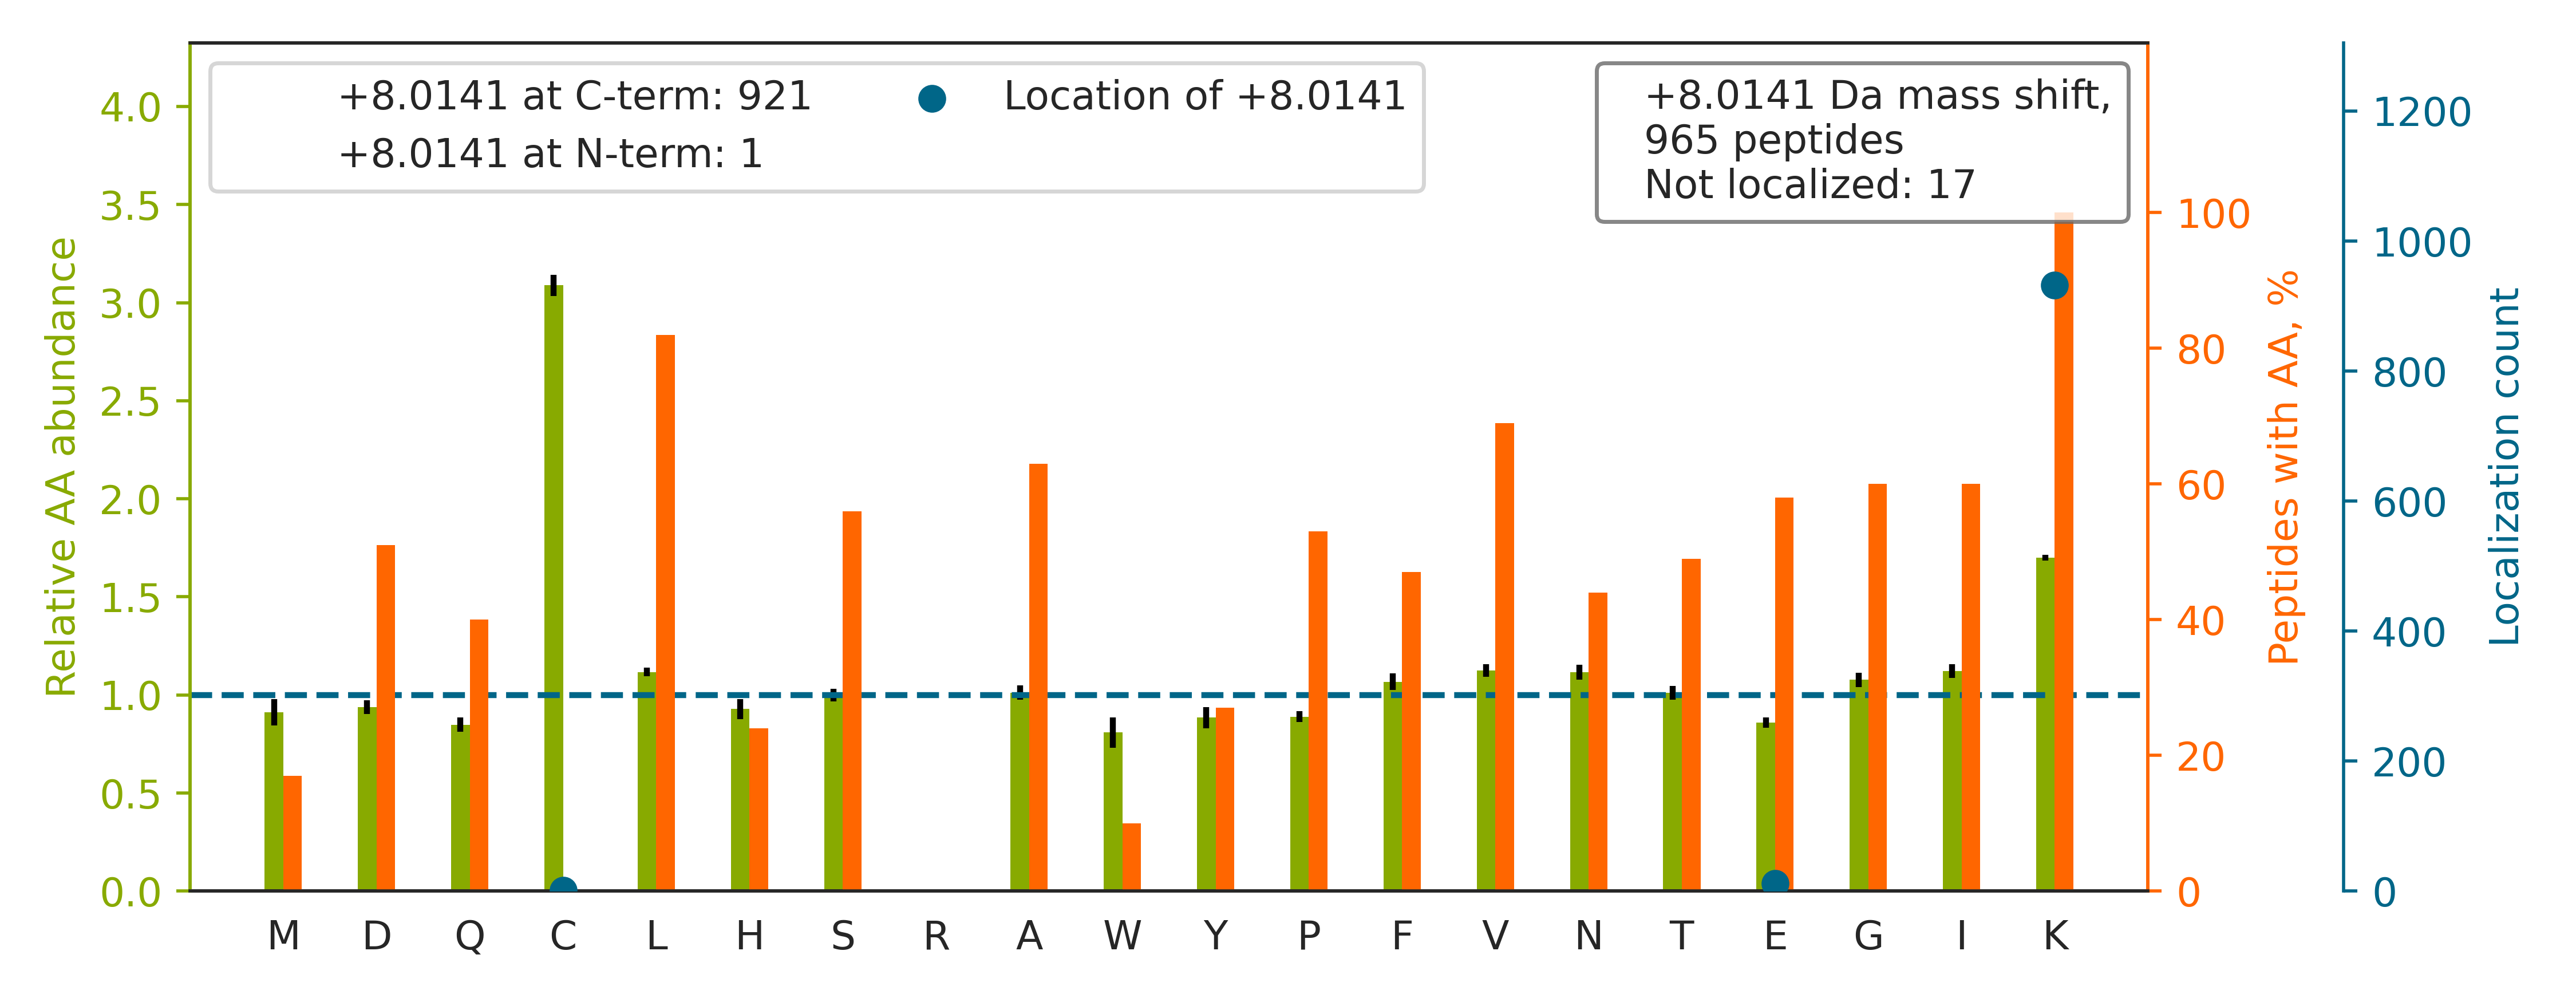 +8.0141 at C-term: 921
+8.0141 at N-term: 1
Location of +8.0141
+8.0141 Da mass shift,
965 peptides
Not localized: 17
Relative AA abundance
4.0
3.5
3.0
2.5
2.0
1.5
1.0
0.5
0.0
100
80
60
40
20
0
Peptides with AA, %
1200
1000
800
600
400
200
0
Localization count
M D Q C L H S R A W Y P F V N T E G I K